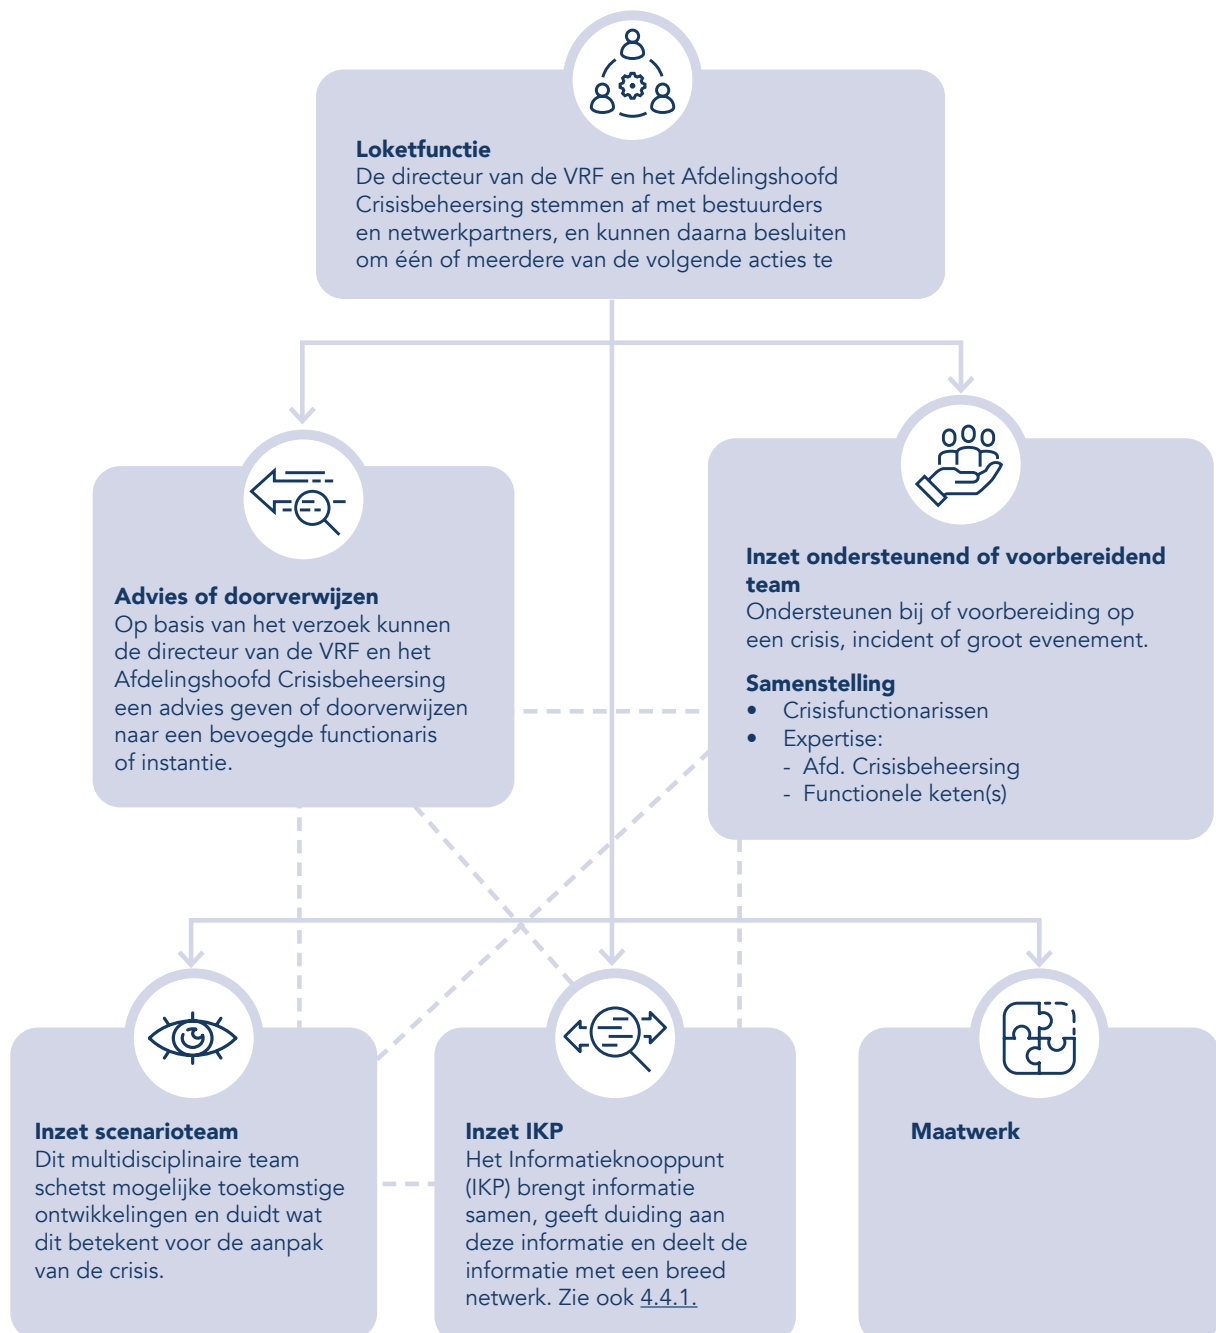 Loketfunctie
De directeur van de VRF en het Afdelingshoofd
Crisisbeheersing stemmen af met bestuurders
en netwerkpartners, en kunnen daarna besluiten
om één of meerdere van de volgende acties te
Advies of doorverwijzen
Op basis van het verzoek kunnen
de directeur van de VRF en het
Afdelingshoofd Crisisbeheersing
een advies geven of doorverwijzen
naar een bevoegde functionaris
of instantie.
Inzet ondersteunend of voorbereidend
team
Ondersteunen bij of voorbereiding op
een crisis, incident of groot evenement.
Samenstelling
• Crisisfunctionarissen
• Expertise:
- Afd. Crisisbeheersing
- Functionele keten(s)
Inzet scenarioteam
Dit multidisciplinaire team
schetst mogelijke toekomstige
ontwikkelingen en duidt wat
dit betekent voor de aanpak
van de crisis.
Inzet IKP
Het Informatieknooppunt
(IKP) brengt informatie
samen, geeft duiding aan
deze informatie en deelt de
informatie met een breed
netwerk. Zie ook 4.4.1.
Maatwerk